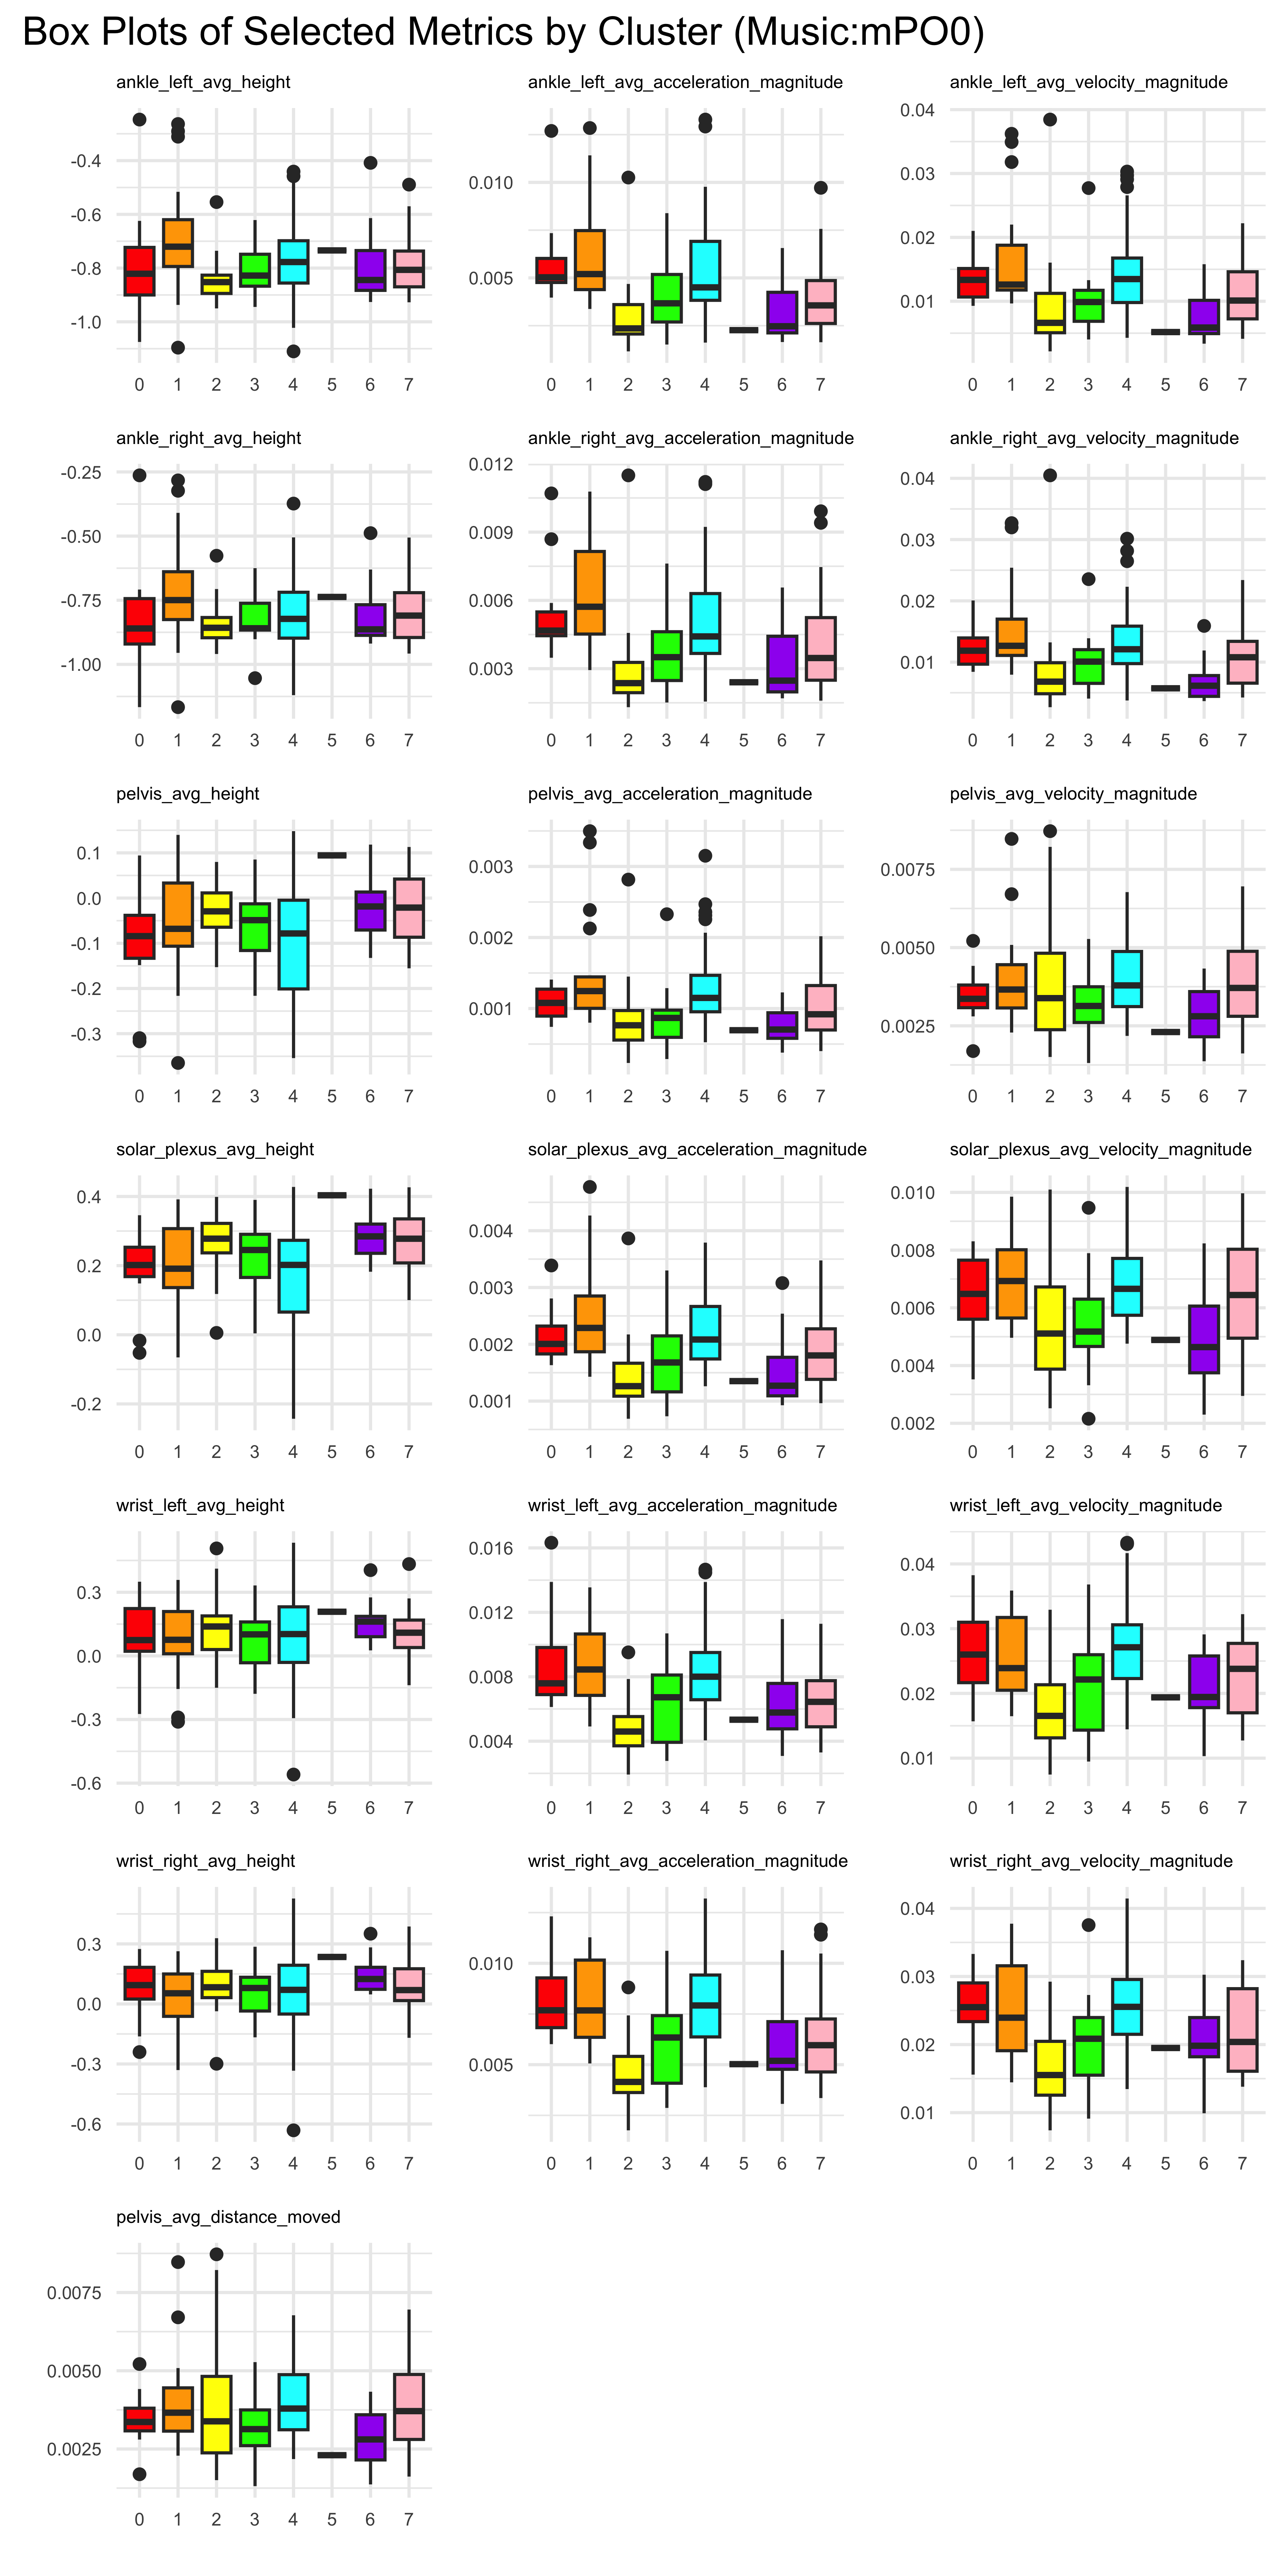 Box Plots of Selected Metrics by Cluster (Music:mPO0)
ankle_left_avg_height
-0.4
-0.6
-0.8
-1.0
0 1 2 3 4 5 6 7
ankle_left_avg_acceleration_magnitude
0.010
0.005
0 1 2 3 4 5 6 7
ankle_left_avg_velocity_magnitude
0.04
0.03
0.02
0.01
0 1 2 3 4 5 6 7
ankle_right_avg_height
-0.25
-0.50
-0.75
-1.00
0 1 2 3 4 5 6 7
ankle_right_avg_acceleration_magnitude
0.012
0.009
0.006
0.003
0 1 2 3 4 5 6 7
ankle_right_avg_velocity_magnitude
0.04
0.03
0.02
0.01
0 1 2 3 4 5 6 7
pelvis_avg_height
0.1
0.0
-0.1
-0.2
-0.3
0 1 2 3 4 5 6 7
pelvis_avg_acceleration_magnitude
0.003
0.002
0.001
0 1 2 3 4 5 6 7
pelvis_avg_velocity_magnitude
0.0075
0.0050
0.0025
0 1 2 3 4 5 6 7
solar_plexus_avg_height
0.4
0.2
0.0
-0.2
0 1 2 3 4 5 6 7
solar_plexus_avg_acceleration_magnitude
0.004
0.003
0.002
0.001
0 1 2 3 4 5 6 7
solar_plexus_avg_velocity_magnitude
0.010
0.008
0.006
0.004
0.002
0 1 2 3 4 5 6 7
wrist_left_avg_height
0.3
0.0
-0.3
-0.6
0 1 2 3 4 5 6 7
wrist_left_avg_acceleration_magnitude
0.016
0.012
0.008
0.004
0 1 2 3 4 5 6 7
wrist_left_avg_velocity_magnitude
0.04
0.03
0.02
0.01
0 1 2 3 4 5 6 7
wrist_right_avg_height
0.3
0.0
-0.3
-0.6
0 1 2 3 4 5 6 7
wrist_right_avg_acceleration_magnitude
0.010
0.005
0 1 2 3 4 5 6 7
wrist_right_avg_velocity_magnitude
0.04
0.03
0.02
0.01
0 1 2 3 4 5 6 7
pelvis_avg_distance_moved
0.0075
0.0050
0.0025
0 1 2 3 4 5 6 7